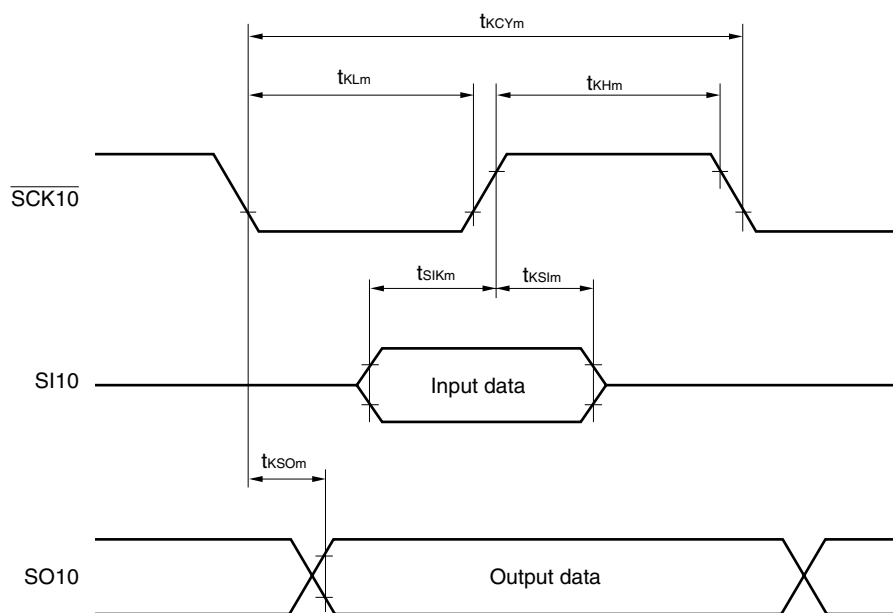 tKCYm
tKLm
tKHm
SCK10
tSIKm
tKSIm
SI10
Input data
tKSOm
SO10
Output data